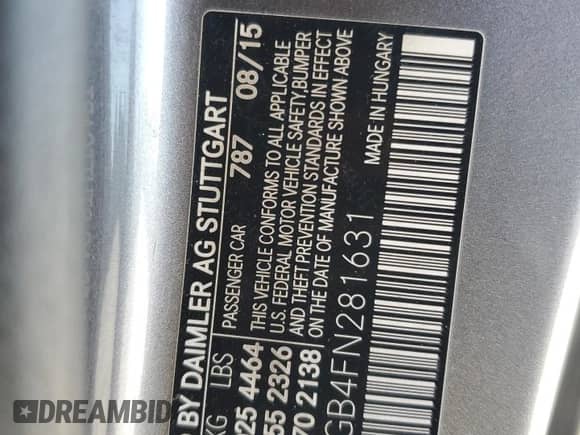 BY DAIMLER AG STUTTGART
PASSENGER CAR 787 08/15
KG LBS
25 4464
55 2326
70 2138
THIS VEHICLE CONFORMS TO ALL APPLICABLE
U.S. FEDERAL MOTOR VEHICLE SAFETY, BUMPER
AND THEFT PREVENTION STANDARDS IN EFFECT
ON THE DATE OF MANUFACTURE SHOWN ABOVE
GB4FN281631
MADE IN HUNGARY
DREAMBID